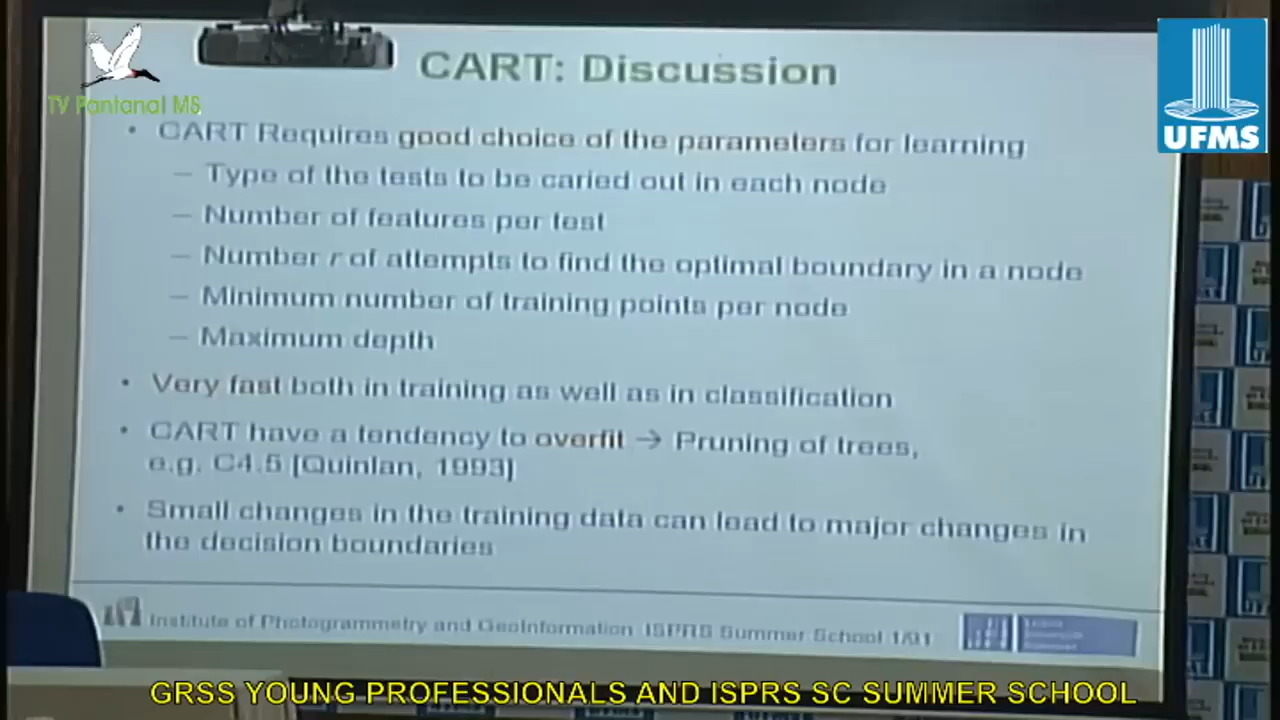 TV Pantanal MS
UFMS
CART: Discussion
• CART Requires good choice of the parameters for learning
– Type of the tests to be caried out in each node
– Number of features per test
– Number r of attempts to find the optimal boundary in a node
– Minimum number of training points per node
– Maximum depth
• Very fast both in training as well as in classification
• CART have a tendency to overfit → Pruning of trees,
e.g. C4.5 [Quinlan, 1993]
• Small changes in the training data can lead to major changes in
the decision boundaries
Institute of Photogrammetry and GeoInformation ISPRS Summer School 1/91
GRSS YOUNG PROFESSIONALS AND ISPRS SC SUMMER SCHOOL